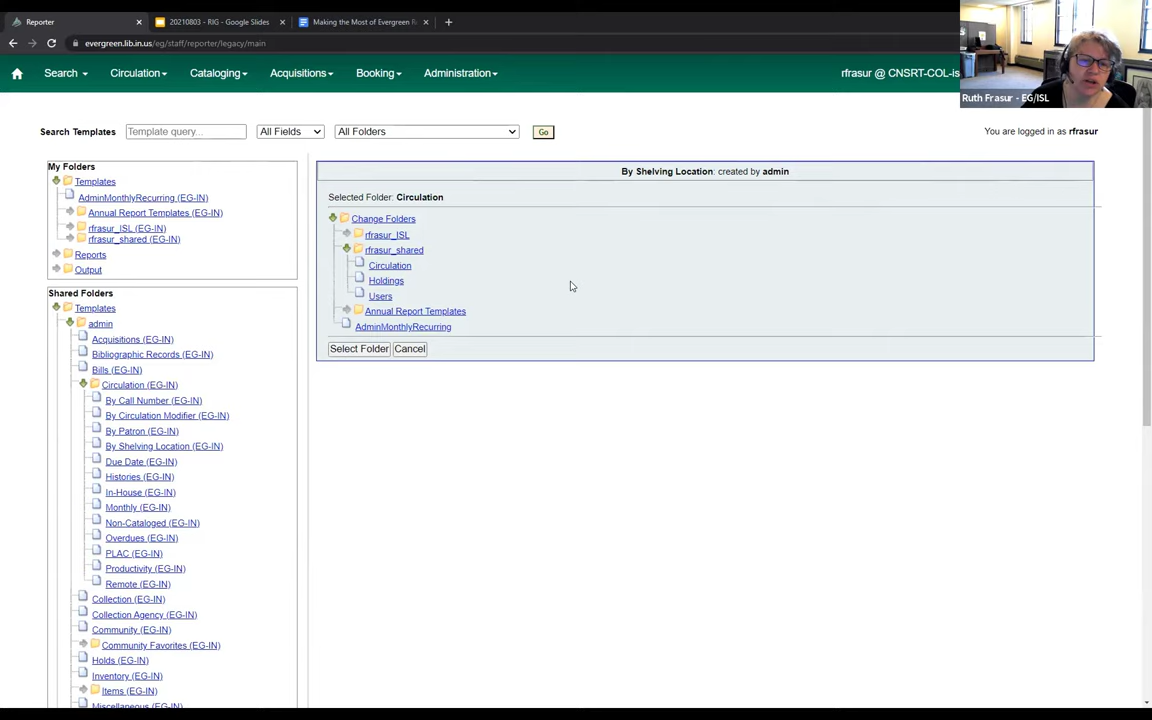 Reporter
20210803 - RIG - Google Slides
Making the Most of Evergreen R
evergreen.lib.in.us/eg/staff/reporter/legacy/main
Search Circulation Cataloging Acquisitions Booking Administration rfrasur @ CNSRT-COL-is
Ruth Frasur - EG/ISL
Search Templates Template query... All Fields All Folders Go You are logged in as rfrasur
My Folders
Templates
AdminMonthlyRecurring (EG-IN)
Annual Report Templates (EG-IN)
rfrasur_ISL (EG-IN)
rfrasur_shared (EG-IN)
Reports
Output
Shared Folders
Templates
admin
Acquisitions (EG-IN)
Bibliographic Records (EG-IN)
Bills (EG-IN)
Circulation (EG-IN)
By Call Number (EG-IN)
By Circulation Modifier (EG-IN)
By Patron (EG-IN)
By Shelving Location (EG-IN)
Due Date (EG-IN)
Histories (EG-IN)
In-House (EG-IN)
Monthly (EG-IN)
Non-Cataloged (EG-IN)
Overdues (EG-IN)
PLAC (EG-IN)
Productivity (EG-IN)
Remote (EG-IN)
Collection (EG-IN)
Collection Agency (EG-IN)
Community (EG-IN)
Community Favorites (EG-IN)
Holds (EG-IN)
Inventory (EG-IN)
Items (EG-IN)
Miscellaneous (EG-IN)
By Shelving Location: created by admin
Selected Folder: Circulation
Change Folders
rfrasur_ISL
rfrasur_shared
Circulation
Holdings
Users
Annual Report Templates
AdminMonthlyRecurring
Select Folder Cancel